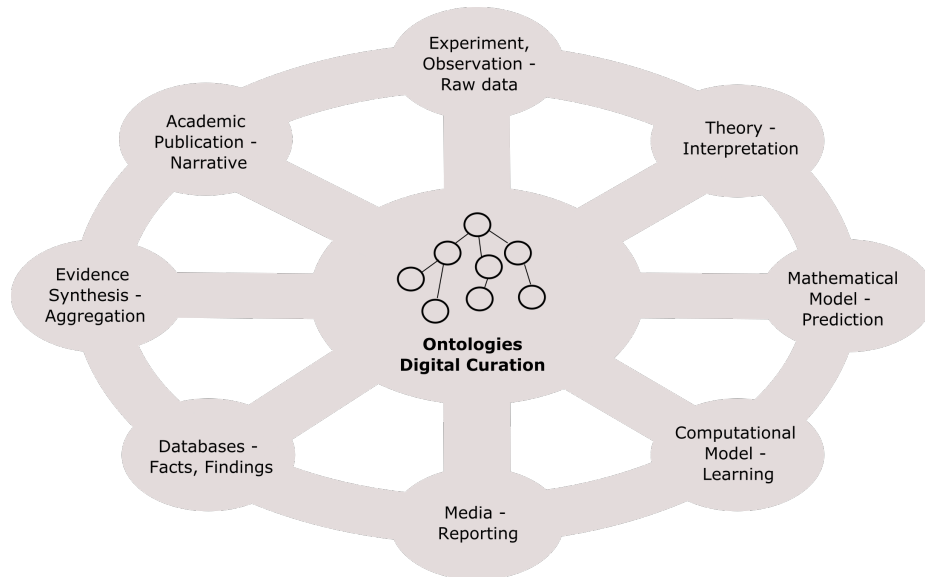 Experiment,
Observation -
Raw data
Academic
Publication -
Narrative
Theory -
Interpretation
Evidence
Synthesis -
Aggregation
Ontologies
Digital Curation
Mathematical
Model -
Prediction
Databases -
Facts, Findings
Computational
Model -
Learning
Media -
Reporting